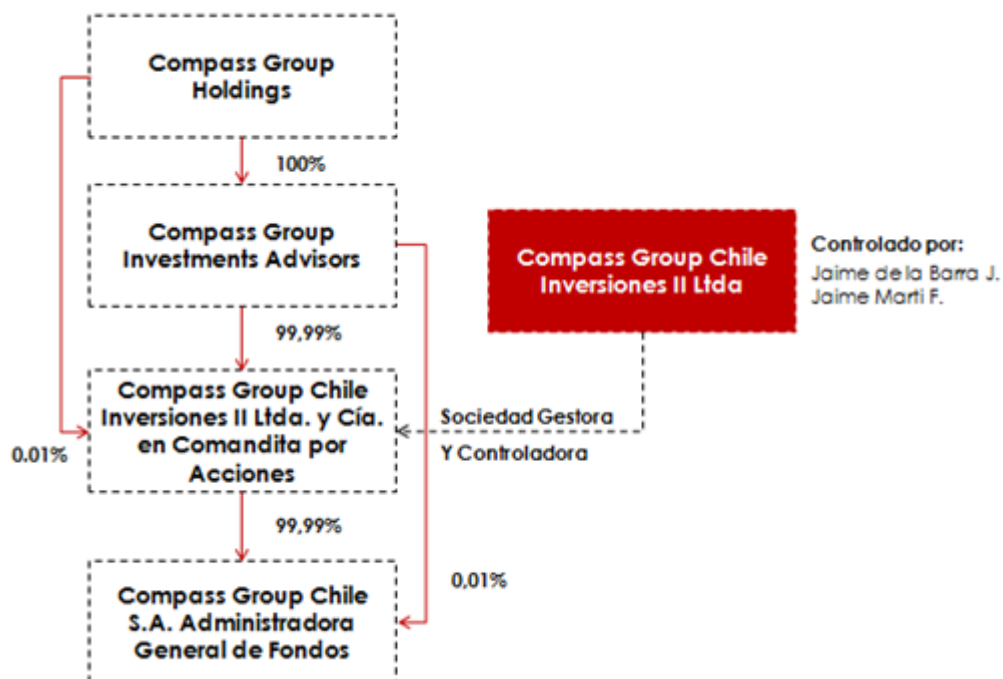 Compass Group
Holdings
100%
Compass Group
Investments Advisors
Compass Group Chile
Inversiones II Ltda
Controlado por:
Jaime de la Barra J.
Jaime Marti F.
99,99%
Compass Group Chile
Inversiones II Ltda. y Cía.
en Comandita por
Acciones
Sociedad Gestora
Y Controladora
0.01%
99,99%
0,01%
Compass Group Chile
S.A. Administradora
General de Fondos